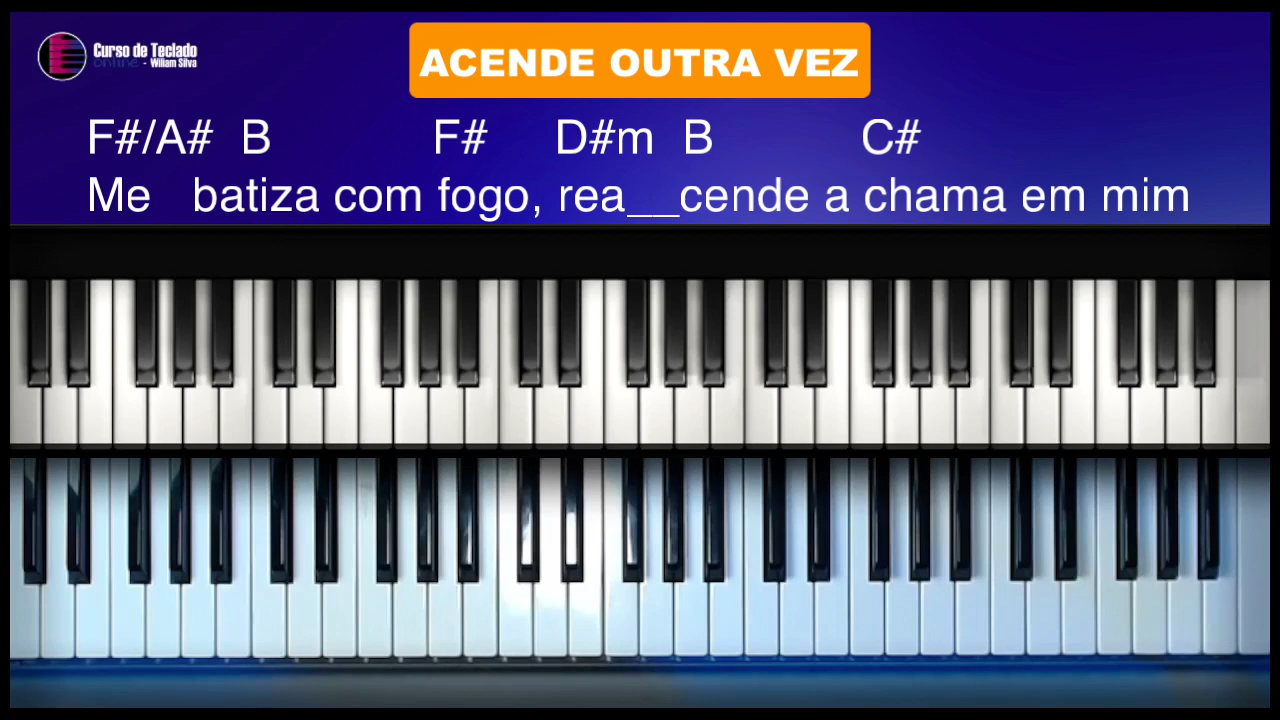 Curso de Teclado
online - Wiliam Silva
ACENDE OUTRA VEZ
F#/A# B F# D#m B C#
Me batiza com fogo, rea__cende a chama em mim